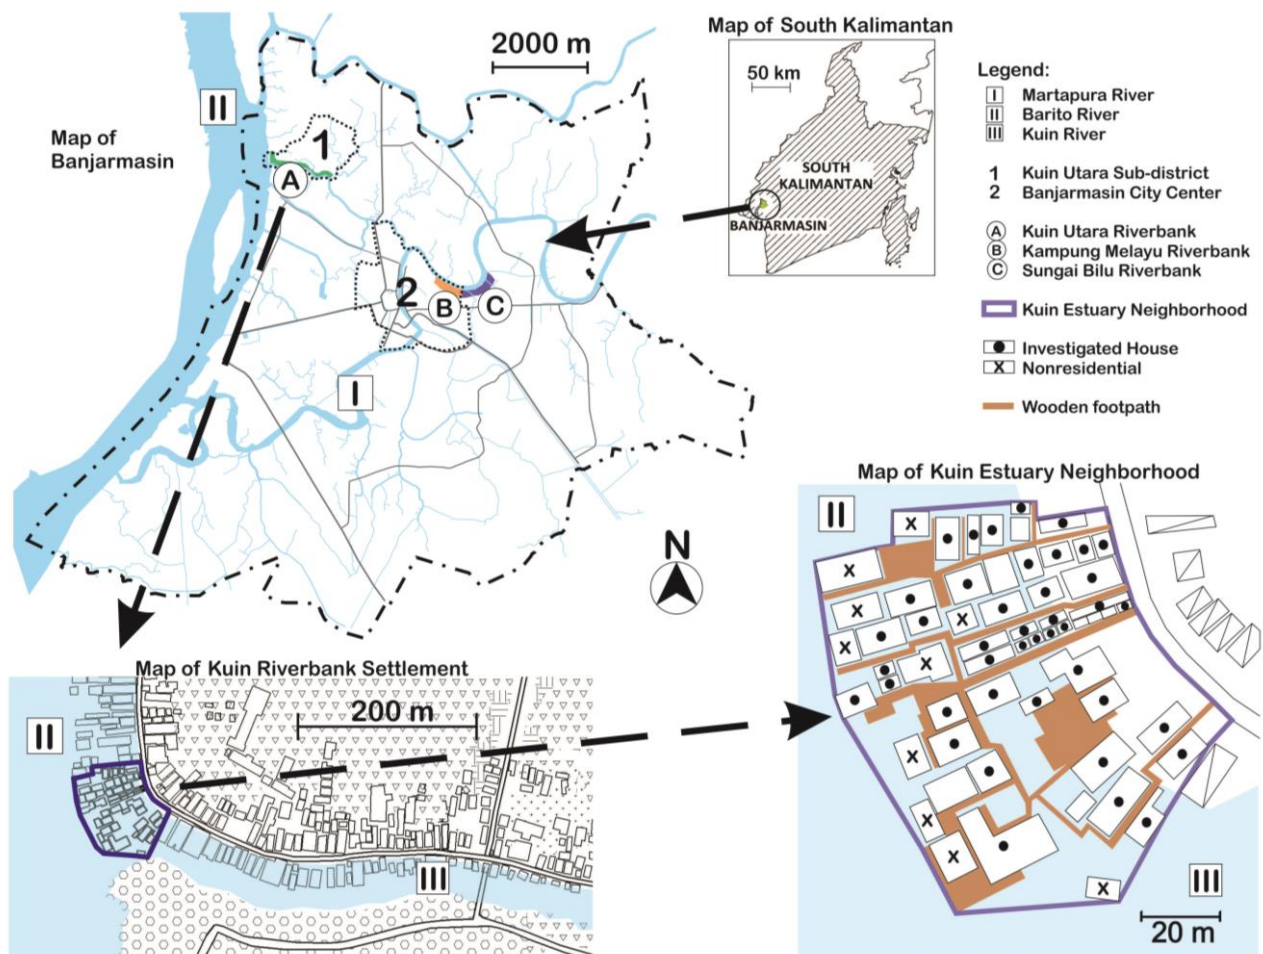 2000 m
Map of South Kalimantan
50 km
SOUTH
KALIMANTAN
BANJARMASIN
Map of
Banjarmasin
II
1
A
2
B
C
I
Legend:
I Martapura River
II Barito River
III Kuin River
1 Kuin Utara Sub-district
2 Banjarmasin City Center
A Kuin Utara Riverbank
B Kampung Melayu Riverbank
C Sungai Bilu Riverbank
Kuin Estuary Neighborhood
Investigated House
X Nonresidential
Wooden footpath
N
Map of Kuin Riverbank Settlement
200 m
II
III
Map of Kuin Estuary Neighborhood
II
X
X
X
X
X
X
X
X
X
X
III
20 m